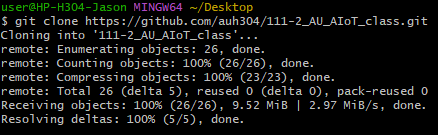 user@HP-H304-Jason MINGW64 ~/Desktop
$ git clone https://github.com/auh304/111-2_AU_AIoT_class.git
Cloning into '111-2_AU_AIoT_class'...
remote: Enumerating objects: 26, done.
remote: Counting objects: 100% (26/26), done.
remote: Compressing objects: 100% (23/23), done.
remote: Total 26 (delta 5), reused 0 (delta 0), pack-reused 0
Receiving objects: 100% (26/26), 9.52 MiB | 2.97 MiB/s, done.
Resolving deltas: 100% (5/5), done.